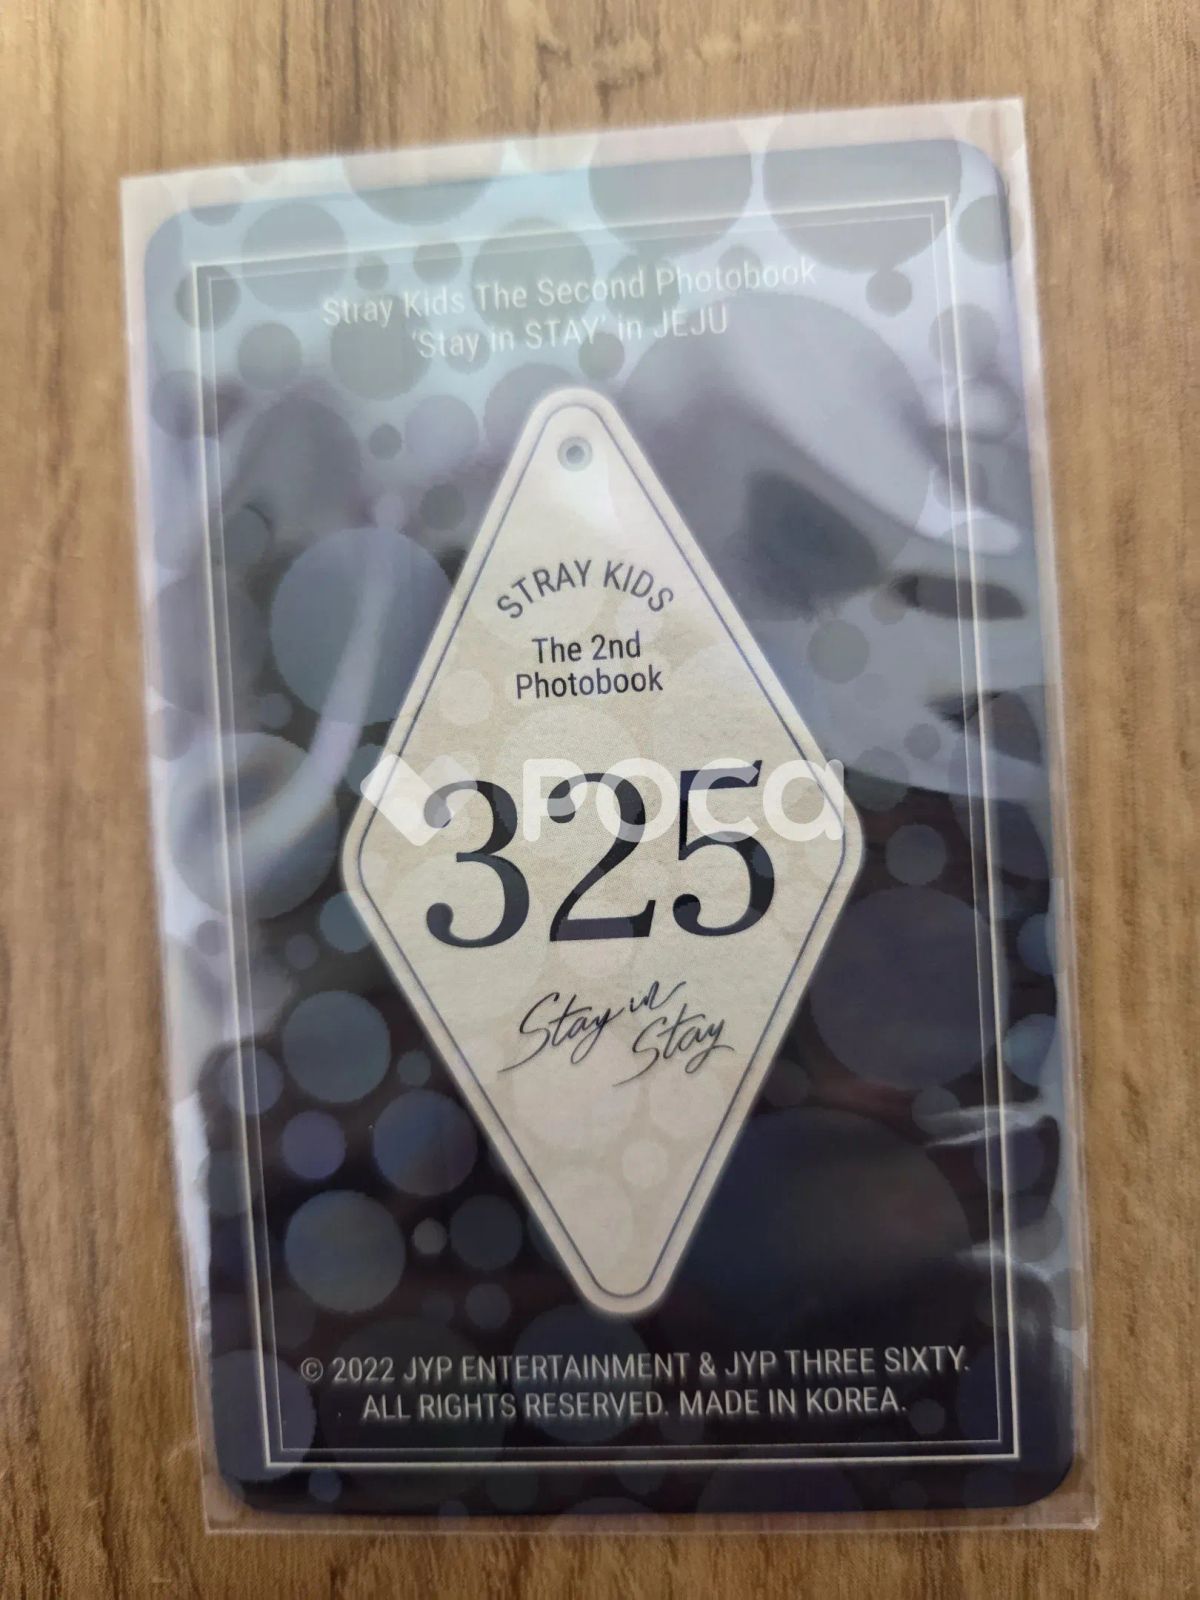 Stray Kids The Second Photobook
‘Stay in STAY’ in JEJU
STRAY KIDS
The 2nd
Photobook
325
POCA
Stay in
Stay
© 2022 JYP ENTERTAINMENT & JYP THREE SIXTY.
ALL RIGHTS RESERVED. MADE IN KOREA.